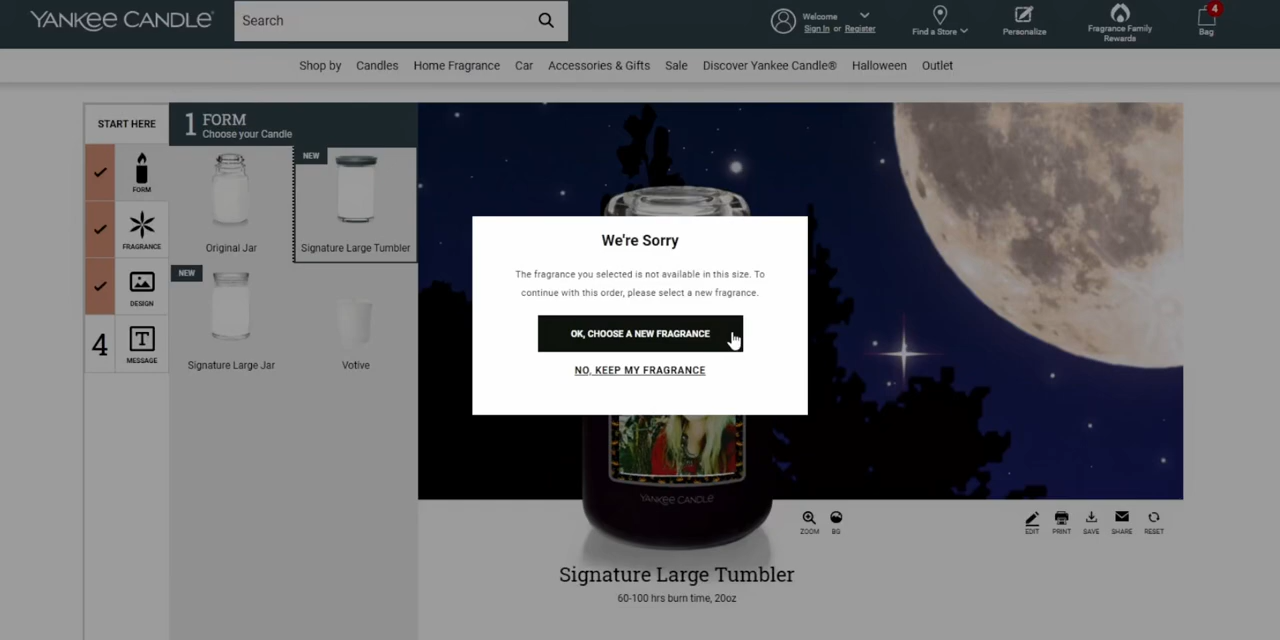 YANKEE CANDLE
Search
Welcome
Sign In or Register
Find a Store
Personalize
Fragrance Family
Rewards
4
Bag
Shop by
Candles
Home Fragrance
Car
Accessories & Gifts
Sale
Discover Yankee Candle®
Halloween
Outlet
START HERE
1 FORM
Choose your Candle
FORM
FRAGRANCE
DESIGN
4
MESSAGE
Original Jar
NEW
Signature Large Tumbler
NEW
Signature Large Jar
Votive
We're Sorry
The fragrance you selected is not available in this size. To
continue with this order, please select a new fragrance.
OK, CHOOSE A NEW FRAGRANCE
NO, KEEP MY FRAGRANCE
YANKEE CANDLE
ZOOM
BG
EDIT
PRINT
SAVE
SHARE
RESET
Signature Large Tumbler
60-100 hrs burn time, 20oz